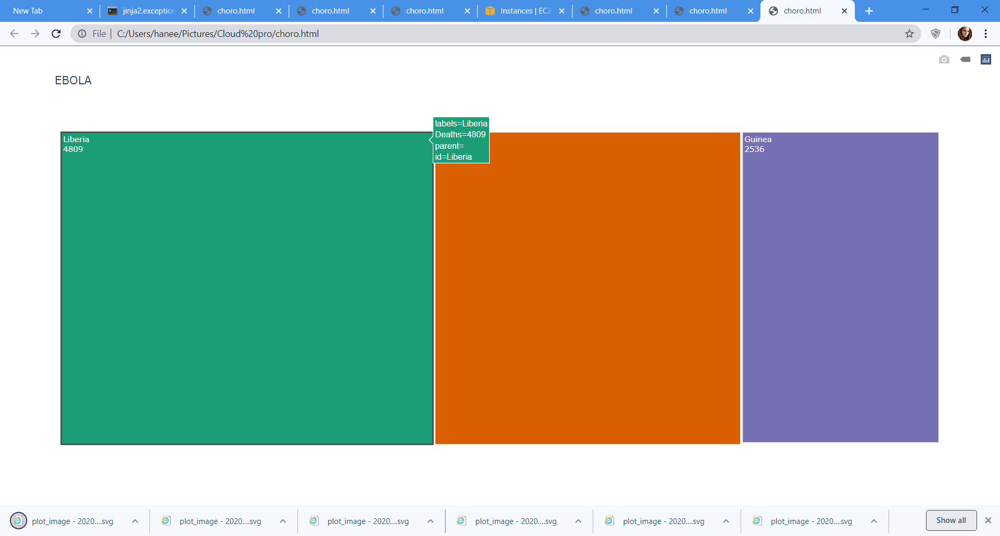 New Tab
jinja2.exception
choro.html
choro.html
choro.html
Instances | EC2
choro.html
choro.html
choro.html
File | C:/Users/hanee/Pictures/Cloud%20pro/choro.html
EBOLA
Liberia
4809
labels=Liberia
Deaths=4809
parent=
id=Liberia
Guinea
2536
plot_image - 2020....svg
plot_image - 2020....svg
plot_image - 2020....svg
plot_image - 2020....svg
plot_image - 2020....svg
plot_image - 2020....svg
Show all